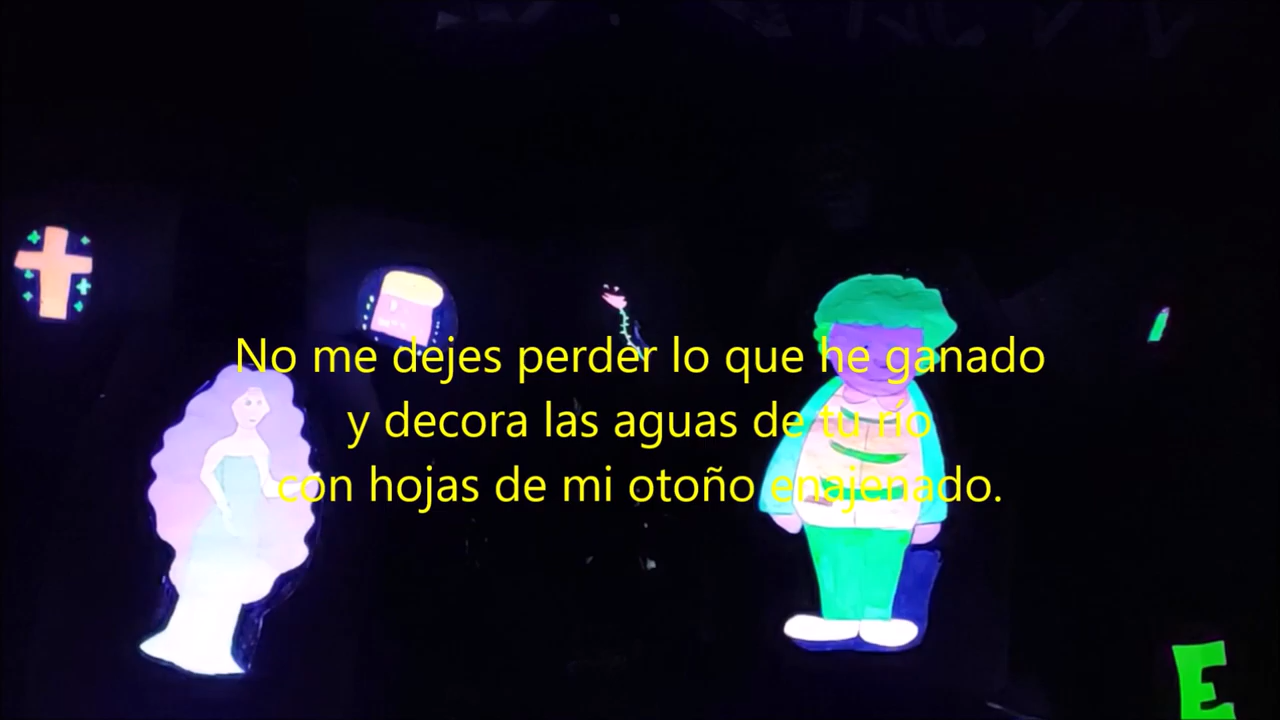 No me dejes perder lo que he ganado
y decora las aguas de tu río
con hojas de mi otoño enajenado.
E